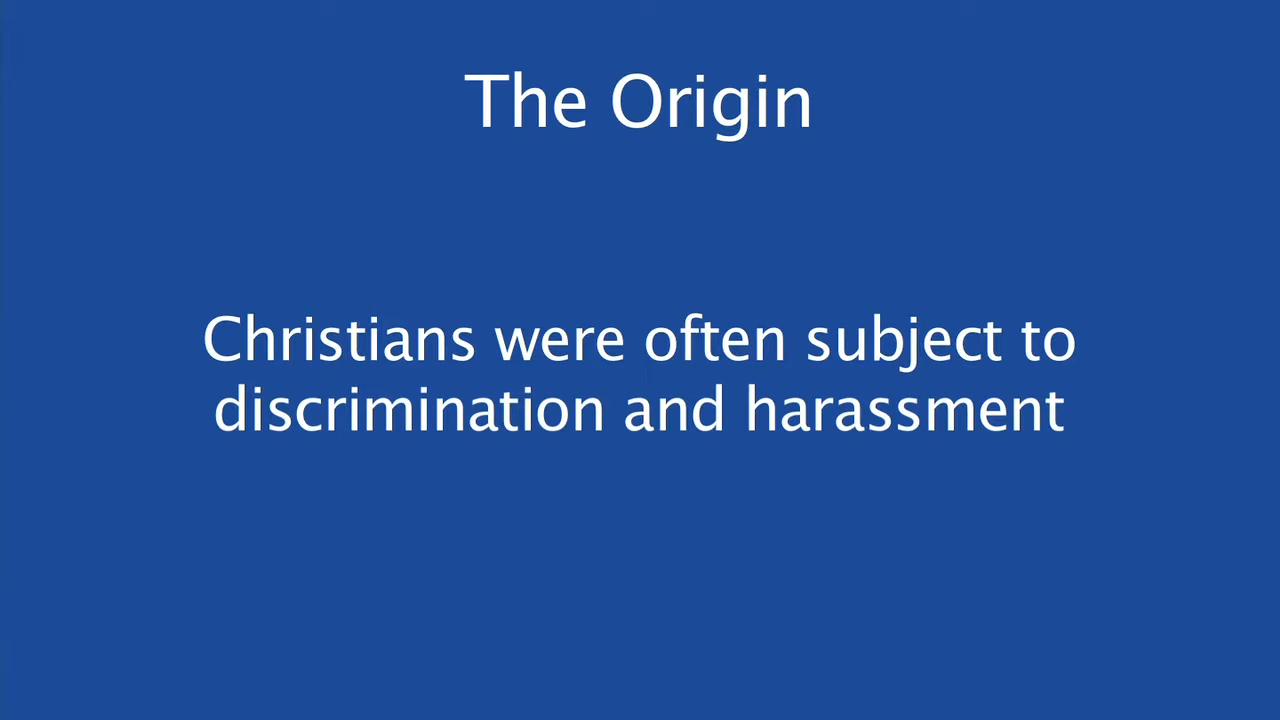 The Origin
Christians were often subject to
discrimination and harassment